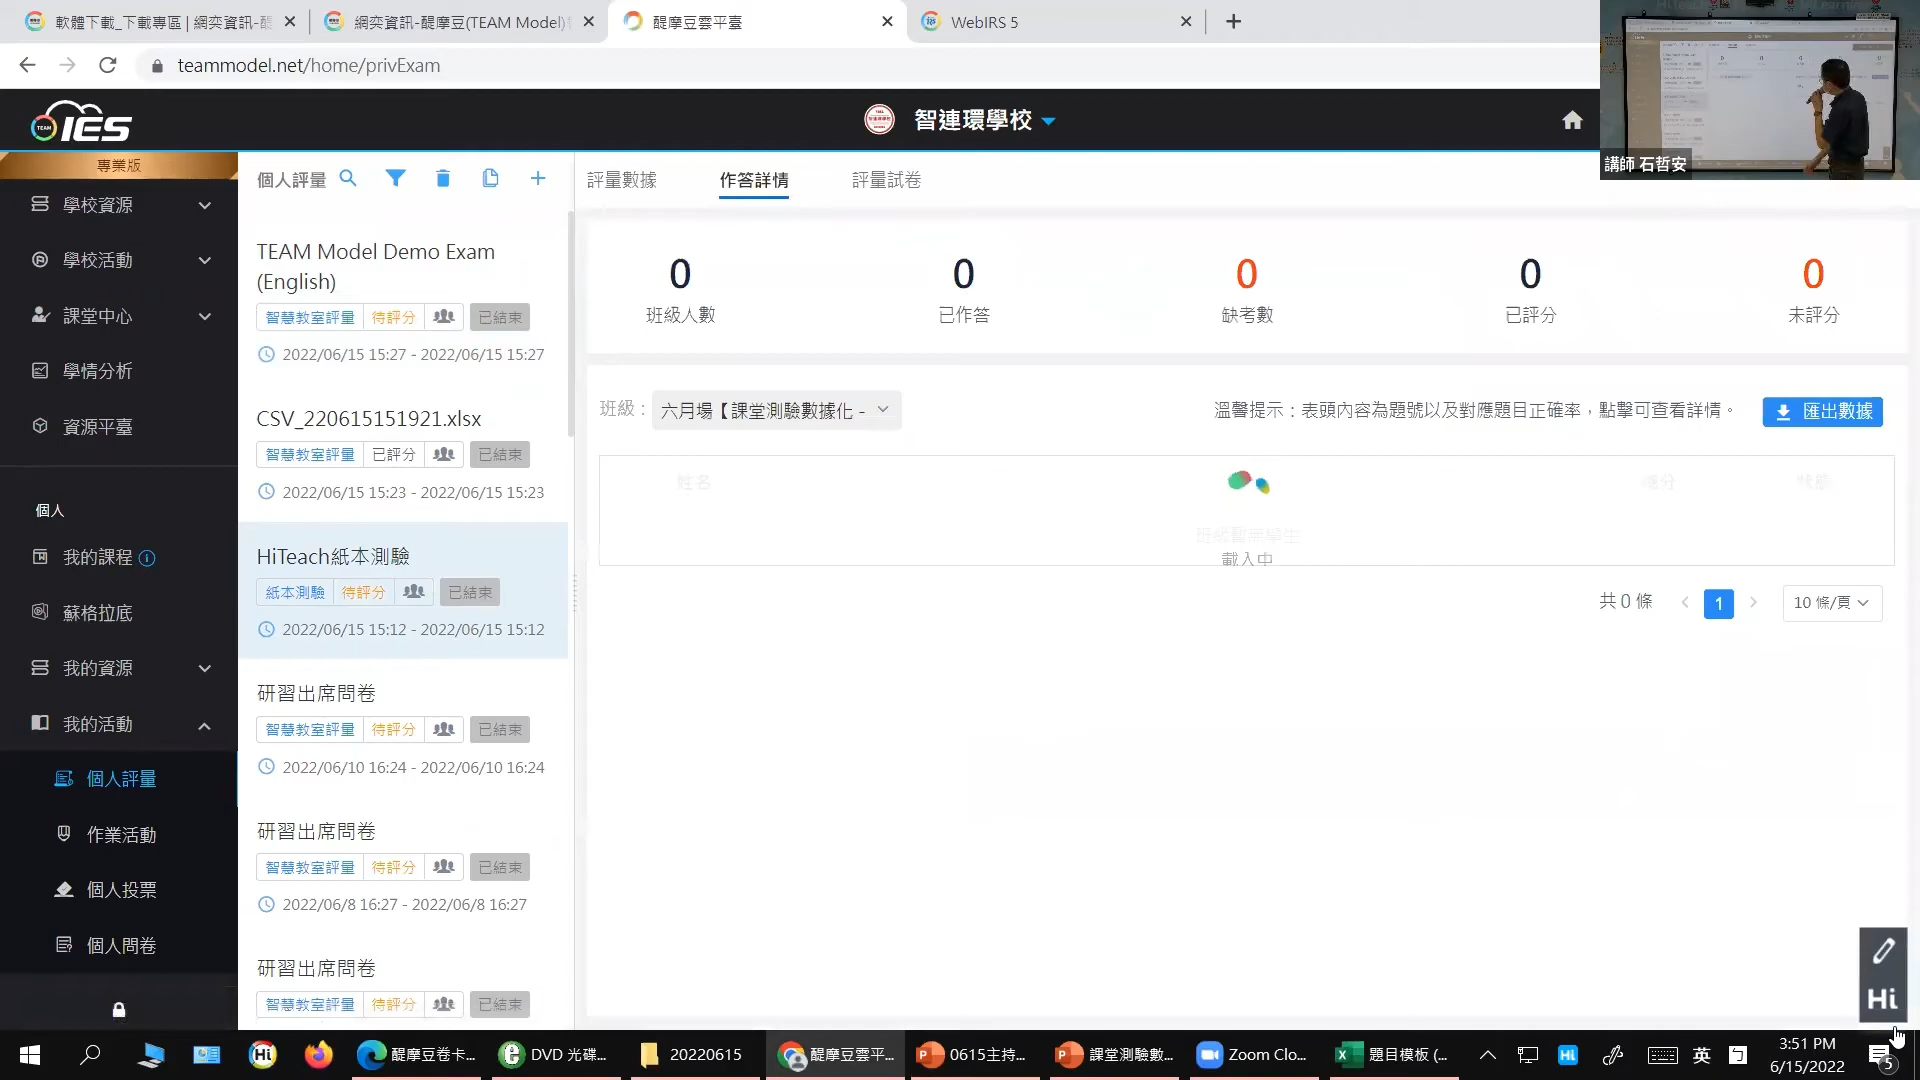 軟體下載_下載專區 | 網奕資訊-醍
網奕資訊-醍摩豆(TEAM Model)
醍摩豆雲平臺
WebIRS 5
teammodel.net/home/privExam
TEAM IES
智連環學校
講師 石哲安
專業版
學校資源
學校活動
課堂中心
學情分析
資源平臺
個人
我的課程
蘇格拉底
我的資源
我的活動
個人評量
作業活動
個人投票
個人問卷
個人評量
TEAM Model Demo Exam
(English)
智慧教室評量 待評分 已結束
2022/06/15 15:27 - 2022/06/15 15:27
CSV_220615151921.xlsx
智慧教室評量 已評分 已結束
2022/06/15 15:23 - 2022/06/15 15:23
HiTeach紙本測驗
紙本測驗 待評分 已結束
2022/06/15 15:12 - 2022/06/15 15:12
研習出席問卷
智慧教室評量 待評分 已結束
2022/06/10 16:24 - 2022/06/10 16:24
研習出席問卷
智慧教室評量 待評分 已結束
2022/06/8 16:27 - 2022/06/8 16:27
研習出席問卷
智慧教室評量 待評分 已結束
評量數據 作答詳情 評量試卷
0 0 0 0 0
班級人數 已作答 缺考數 已評分 未評分
班級：
六月場【課堂測驗數據化 -
溫馨提示：表頭內容為題號以及對應題目正確率，點擊可查看詳情。
匯出數據
姓名 總分 狀態
班級暫無學生
載入中
共 0 條 1 10 條/頁
Hi
醍摩豆卷卡...
DVD 光碟...
20220615
醍摩豆雲平...
0615主持...
課堂測驗數...
Zoom Clo...
題目模板 (...
英
3:51 PM
6/15/2022
5